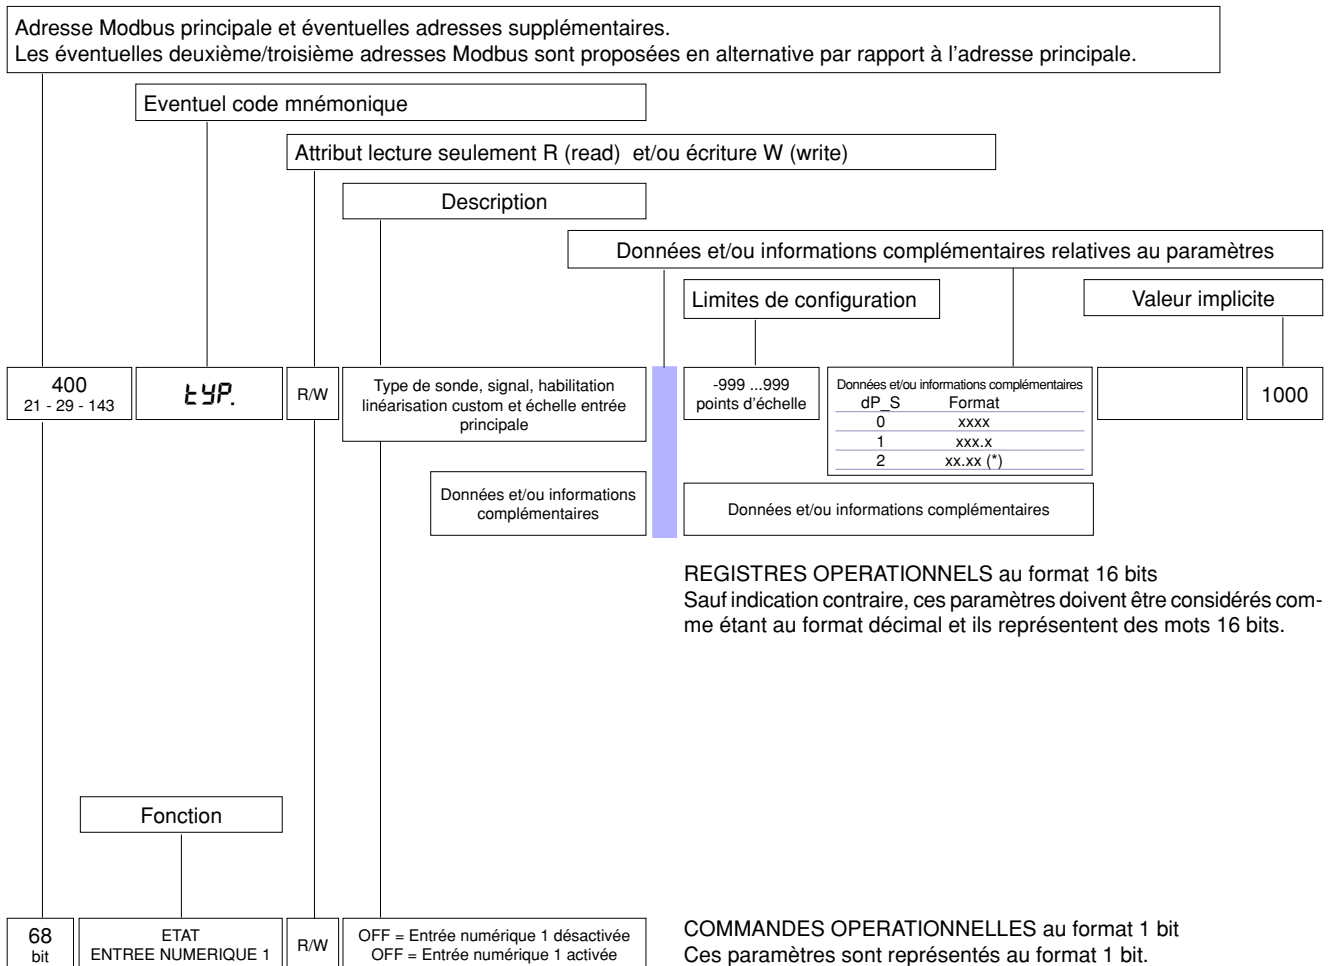 Adresse Modbus principale et éventuelles adresses supplémentaires.
Les éventuelles deuxième/troisième adresses Modbus sont proposées en alternative par rapport à l'adresse principale.
Eventuel code mnémonique
Attribut lecture seulement R (read) et/ou écriture W (write)
Description
Données et/ou informations complémentaires relatives au paramètres
Limites de configuration
Valeur implicite
400
21 - 29 - 143
tYP.
R/W
Type de sonde, signal, habilitation
linéarisation custom et échelle entrée
principale
-999 ...999
points d'échelle
Données et/ou informations complémentaires
dP_S Format
0 xxxx
1 xxx.x
2 xx.xx (*)
1000
Données et/ou informations
complémentaires
Données et/ou informations complémentaires
REGISTRES OPERATIONNELS au format 16 bits
Sauf indication contraire, ces paramètres doivent être considérés com-
me étant au format décimal et ils représentent des mots 16 bits.
Fonction
68
bit
ETAT
ENTREE NUMERIQUE 1
R/W
OFF = Entrée numérique 1 désactivée
OFF = Entrée numérique 1 activée
COMMANDES OPERATIONNELLES au format 1 bit
Ces paramètres sont représentés au format 1 bit.